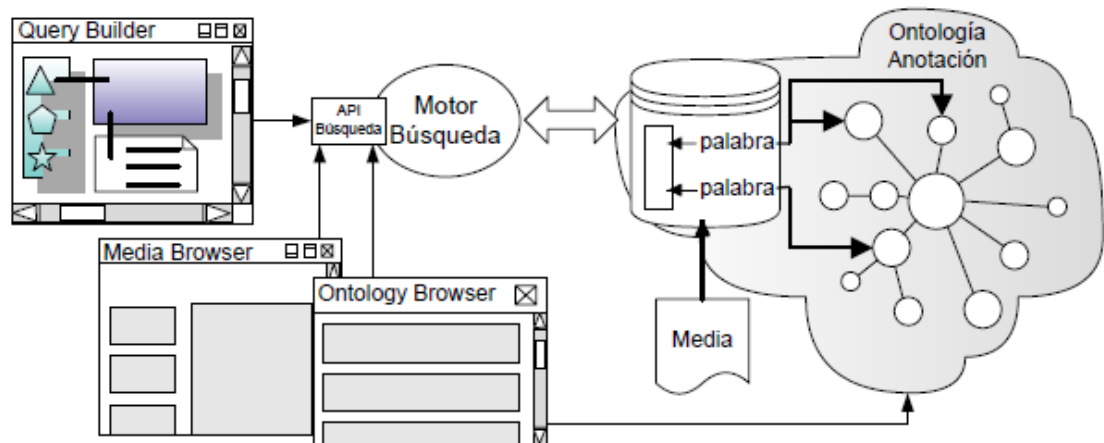 Query Builder
API
Búsqueda
Motor
Búsqueda
palabra
palabra
Ontología
Anotación
Media Browser
Ontology Browser
Media